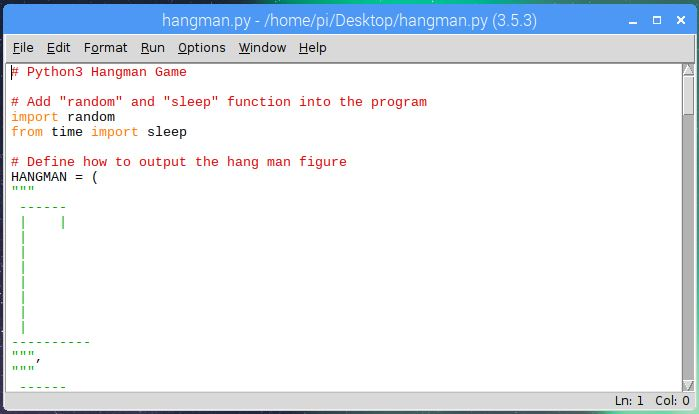 hangman.py - /home/pi/Desktop/hangman.py (3.5.3)
File Edit Format Run Options Window Help
# Python3 Hangman Game
# Add "random" and "sleep" function into the program
import random
from time import sleep
# Define how to output the hang man figure
HANGMAN = (
"""
 ------
 |    |
 |
 |
 |
 |
 |
 |
 |
----------
""",
"""
 ------
Ln: 1 Col: 0